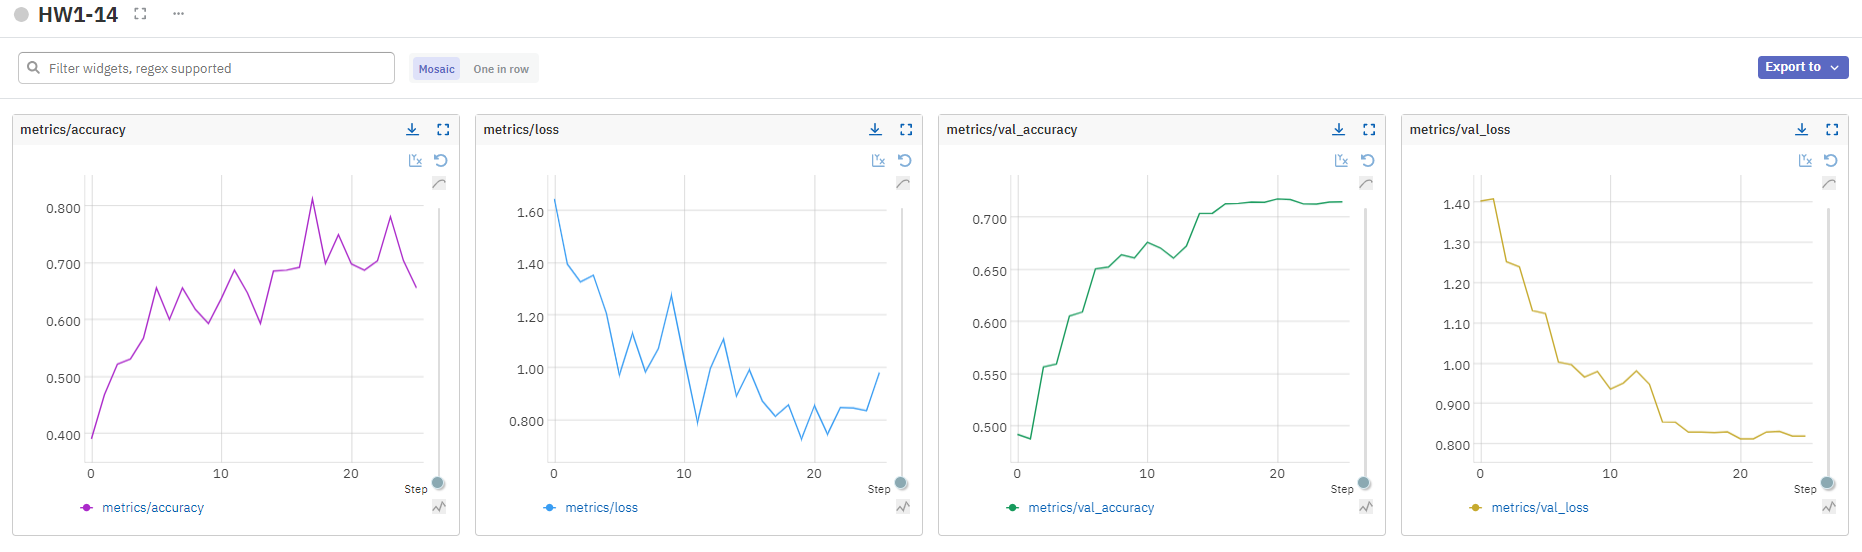 HW1-14
Filter widgets, regex supported
Mosaic
One in row
Export to
metrics/accuracy
0.800
0.700
0.600
0.500
0.400
0
10
20
Step
metrics/accuracy
metrics/loss
1.60
1.40
1.20
1.00
0.800
0
10
20
Step
metrics/loss
metrics/val_accuracy
0.700
0.650
0.600
0.550
0.500
0
10
20
Step
metrics/val_accuracy
metrics/val_loss
1.40
1.30
1.20
1.10
1.00
0.900
0.800
0
10
20
Step
metrics/val_loss